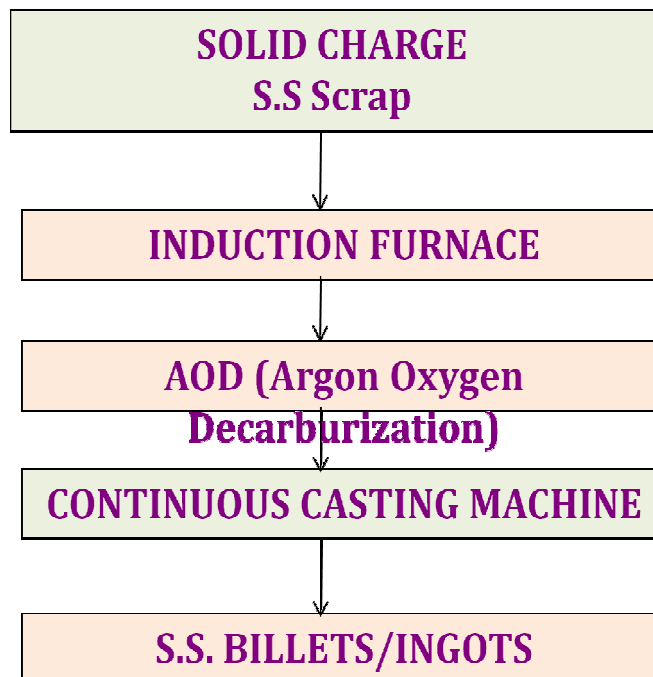 SOLID CHARGE
S.S Scrap
INDUCTION FURNACE
AOD (Argon Oxygen
Decarburization)
CONTINUOUS CASTING MACHINE
S.S. BILLETS/INGOTS